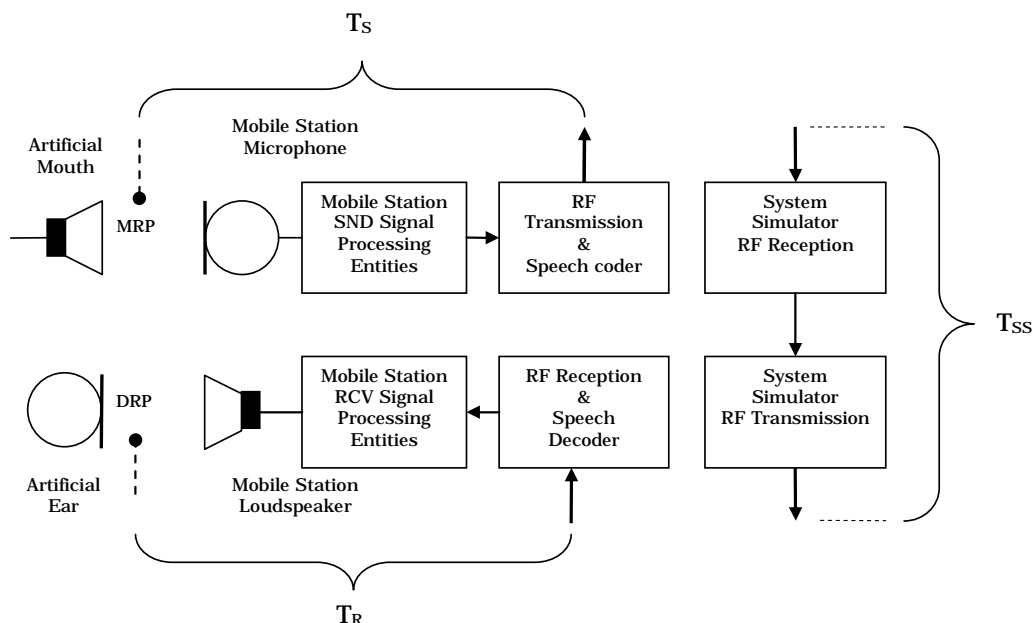 TS
Artificial
Mouth
Mobile Station
Microphone
MRP
Mobile Station
SND Signal
Processing
Entities
RF
Transmission
&
Speech coder
System
Simulator
RF Reception
TSS
DRP
Mobile Station
RCV Signal
Processing
Entities
RF Reception
&
Speech
Decoder
System
Simulator
RF Transmission
Artificial
Ear
Mobile Station
Loudspeaker
TR